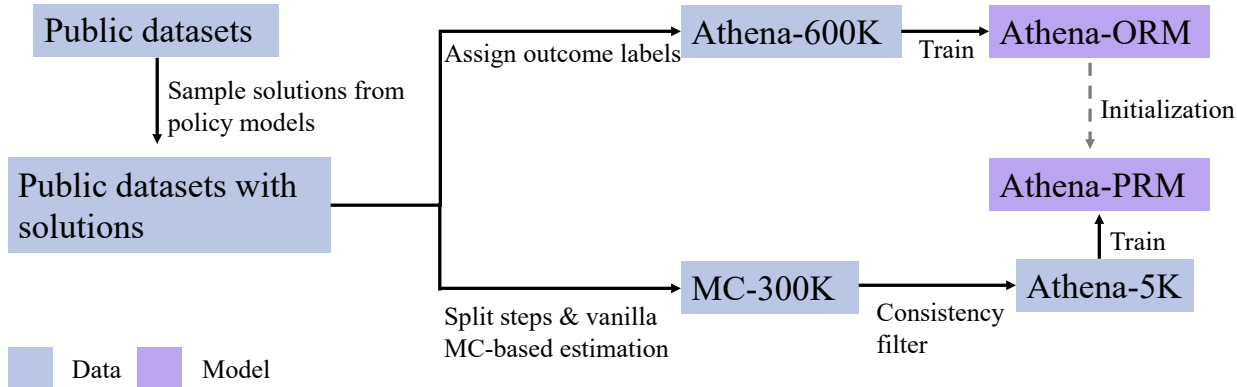 Public datasets
Sample solutions from
policy models
Public datasets with
solutions
Assign outcome labels
Athena-600K
Train
Athena-ORM
Initialization
Athena-PRM
Train
Split steps & vanilla
MC-based estimation
MC-300K
Consistency
filter
Athena-5K
Data
Model